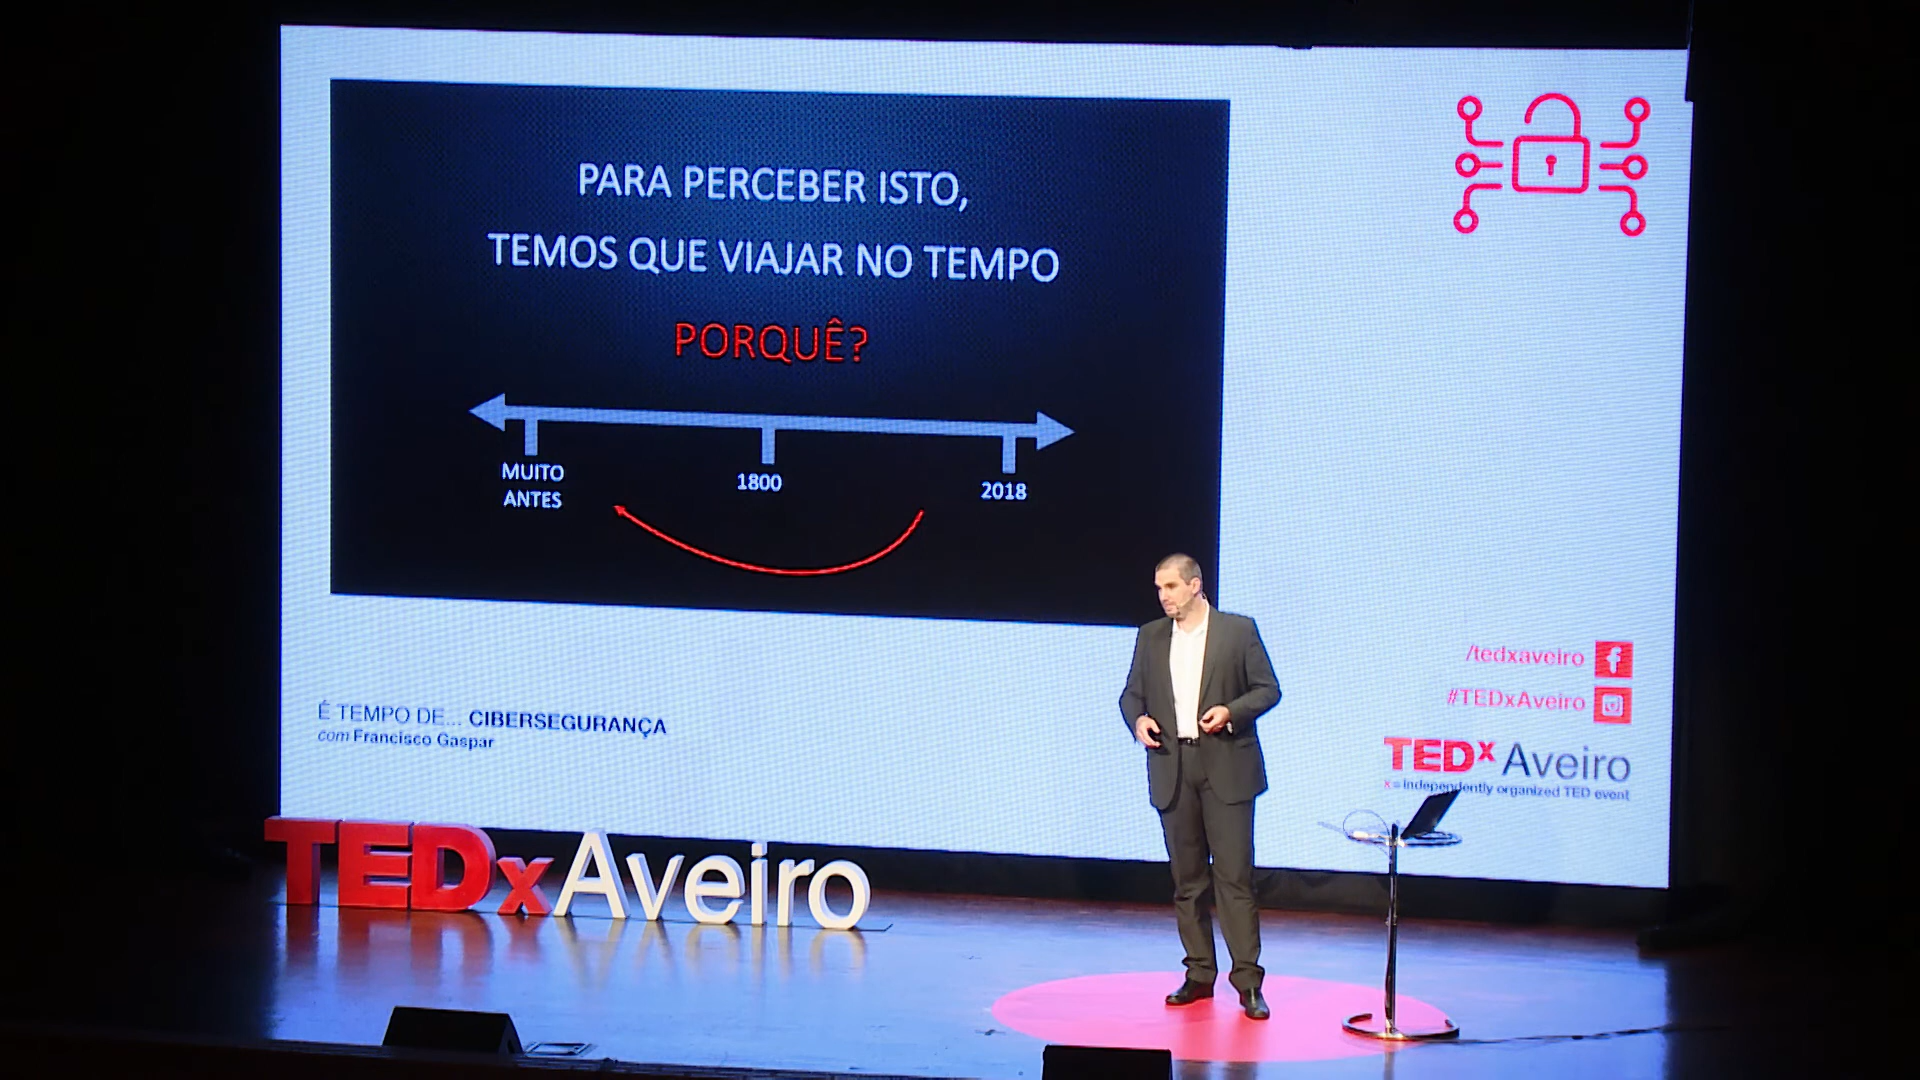 PARA PERCEBER ISTO,
TEMOS QUE VIAJAR NO TEMPO
PORQUÊ?
MUITO
ANTES
1800
2018
/tedxaveiro
#TEDxAveiro
É TEMPO DE... CIBERSEGURANÇA
com Francisco Gaspar
TEDx Aveiro
x = independently organized TED event
TEDxAveiro